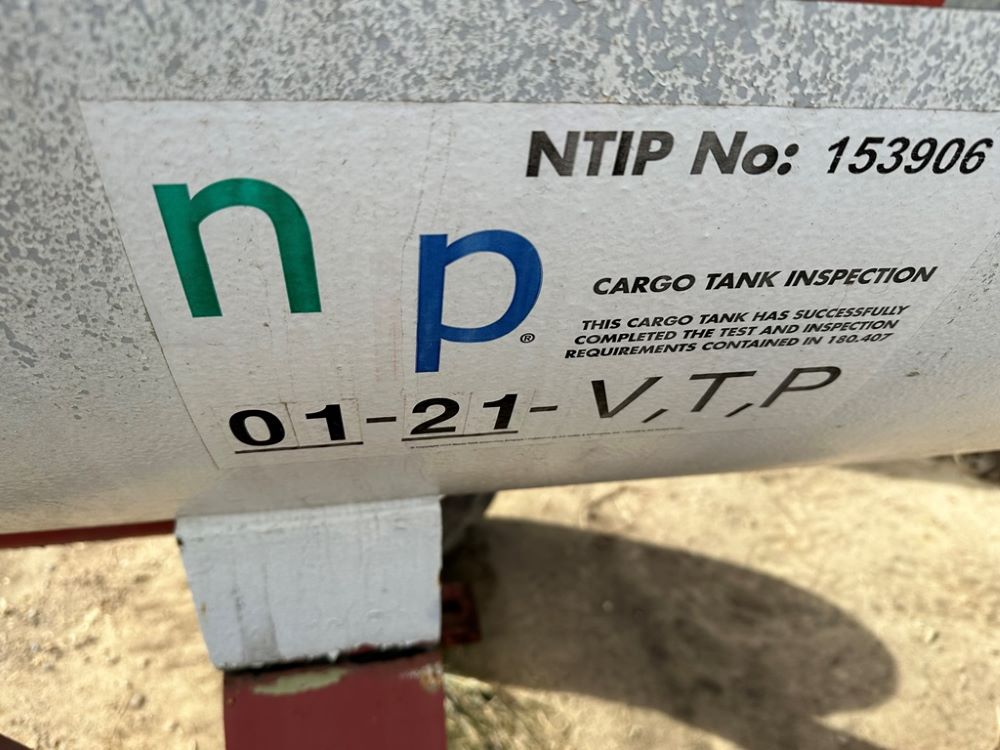 NTIP No: 153906
n p®
CARGO TANK INSPECTION
THIS CARGO TANK HAS SUCCESSFULLY
COMPLETED THE TEST AND INSPECTION
REQUIREMENTS CONTAINED IN 180.407
01-21- V,T,P